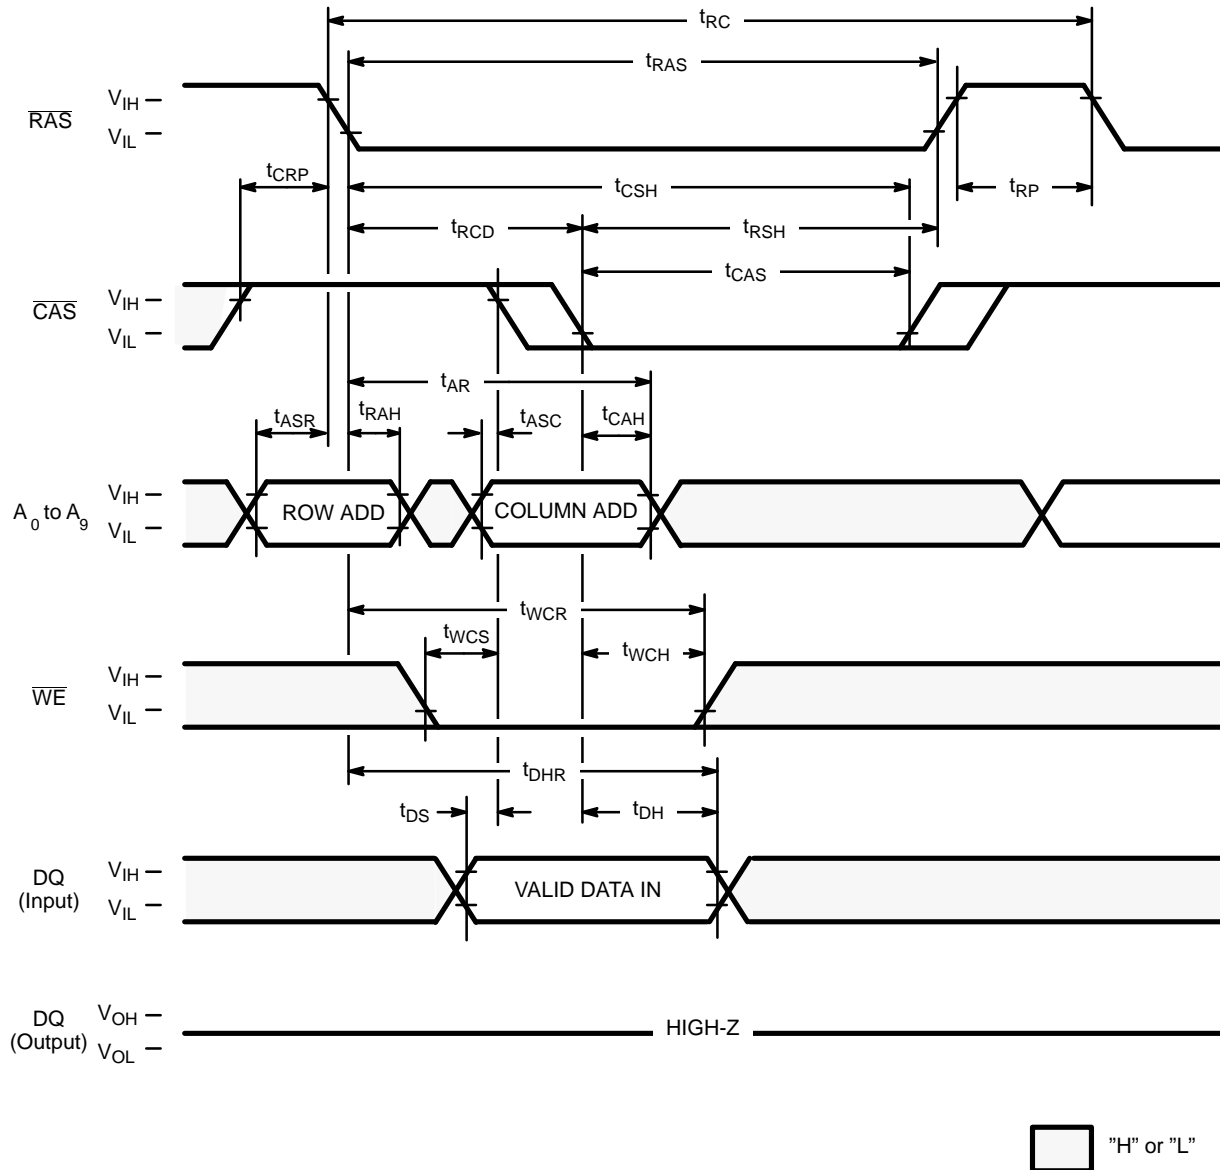 tRC
tRAS
RAS
VIH
VIL
tCRP
tCSH
tRP
tRCD
tRSH
tCAS
CAS
VIH
VIL
tAR
tASR
tRAH
tASC
tCAH
A0 to A9
VIH
VIL
ROW ADD
COLUMN ADD
tWCR
tWCS
tWCH
WE
VIH
VIL
tDHR
tDS
tDH
DQ
(Input)
VIH
VIL
VALID DATA IN
DQ
(Output)
VOH
VOL
HIGH-Z
”H” or ”L”